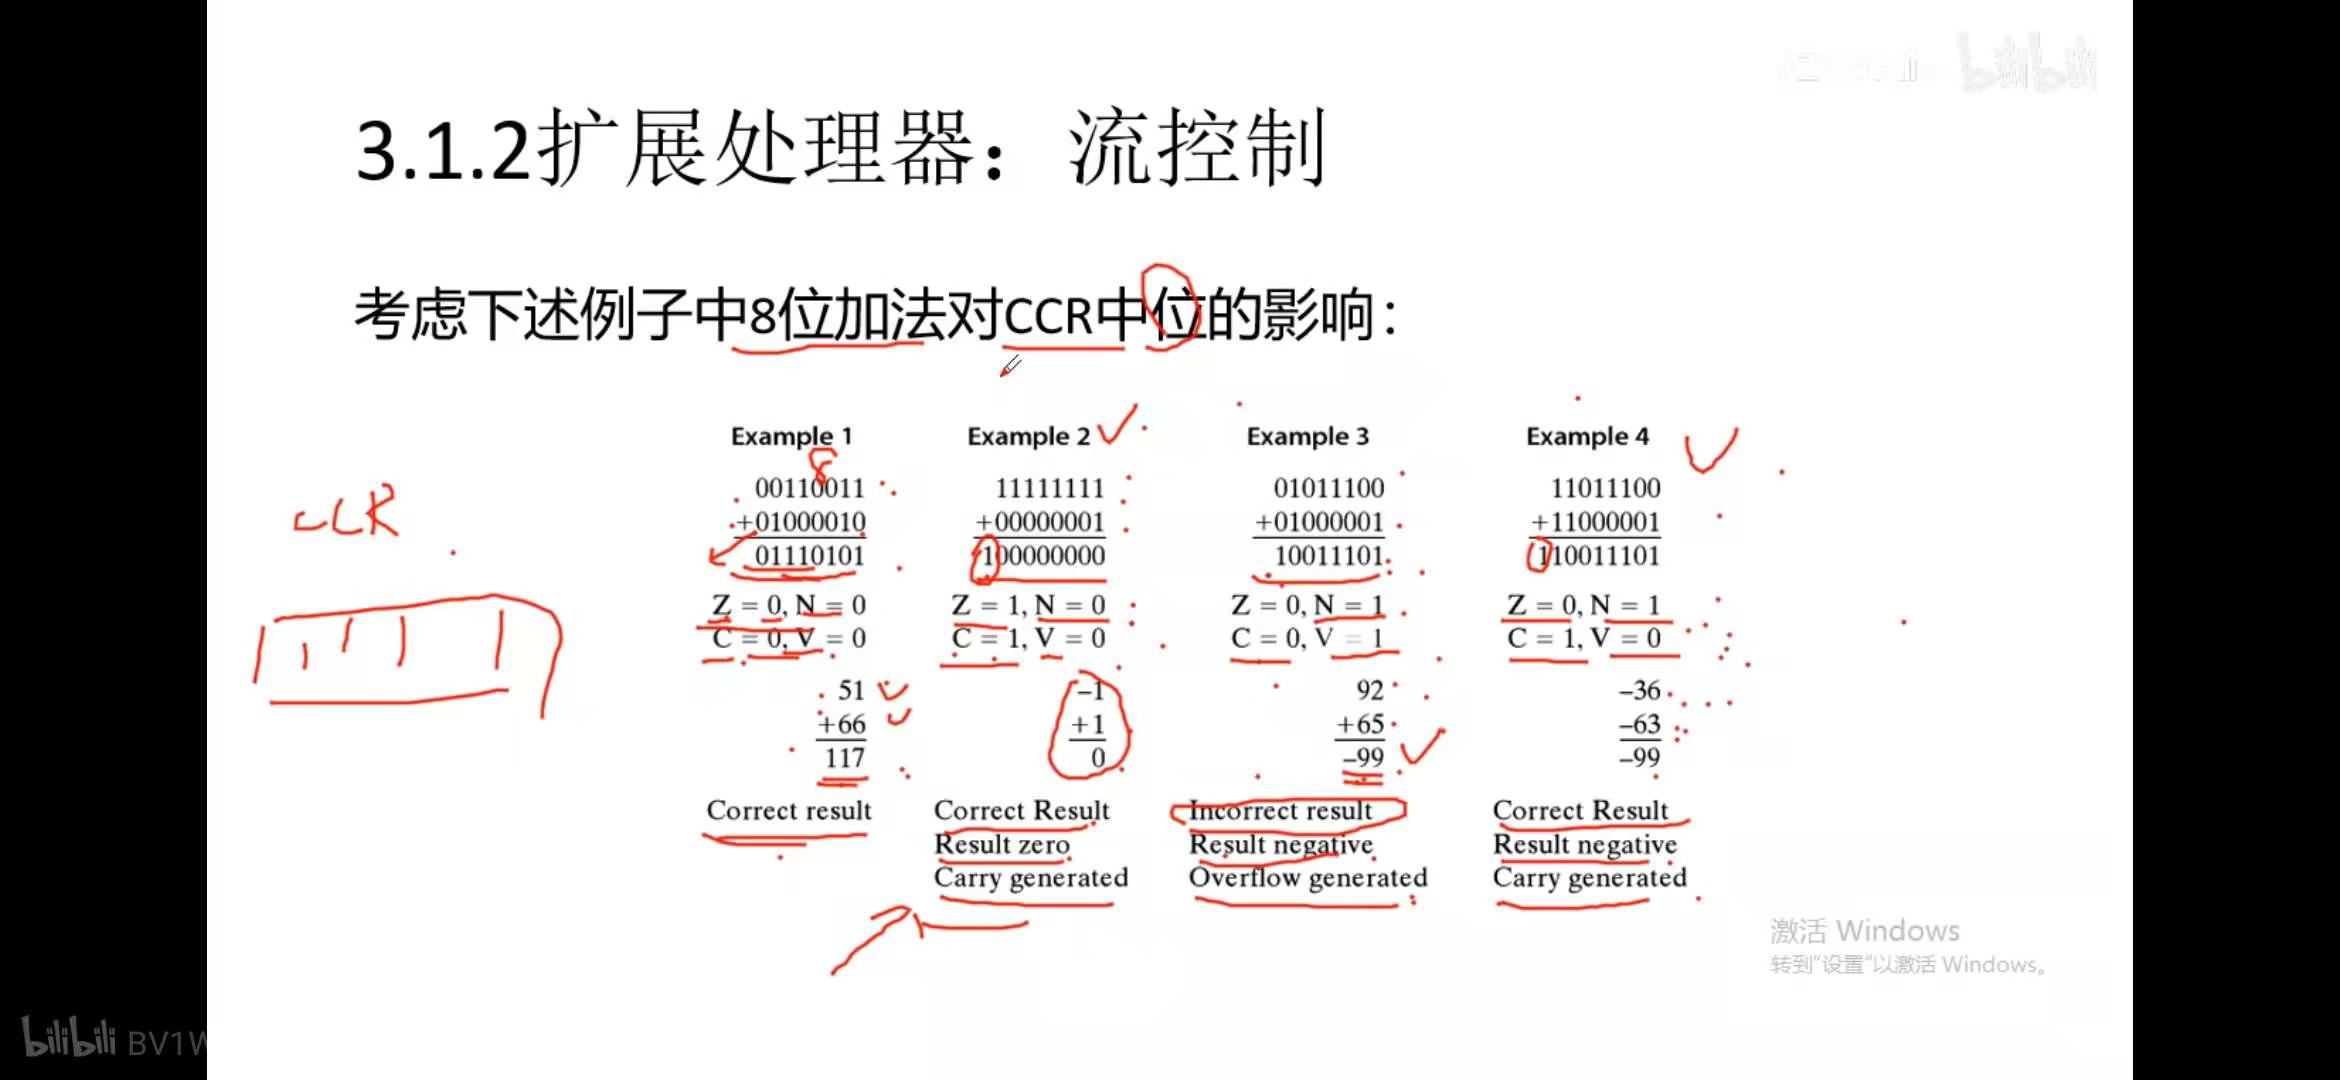 bilibili
3.1.2扩展处理器：流控制
考虑下述例子中8位加法对CCR中位的影响：
Example 1 Example 2 Example 3 Example 4
8
00110011 11111111 01011100 11011100
+01000010 +00000001 +01000001 +11000001
01110101 100000000 10011101 110011101
CCR
Z = 0, N = 0 Z = 1, N = 0 Z = 0, N = 1 Z = 0, N = 1
C = 0, V = 0 C = 1, V = 0 C = 0, V = 1 C = 1, V = 0
51 –1 92 –36
+66 +1 +65 –63
117 0 –99 –99
Correct result Correct Result Incorrect result Correct Result
Result zero Result negative Result negative
Carry generated Overflow generated Carry generated
激活 Windows
转到"设置"以激活 Windows。
bilibili BV1W